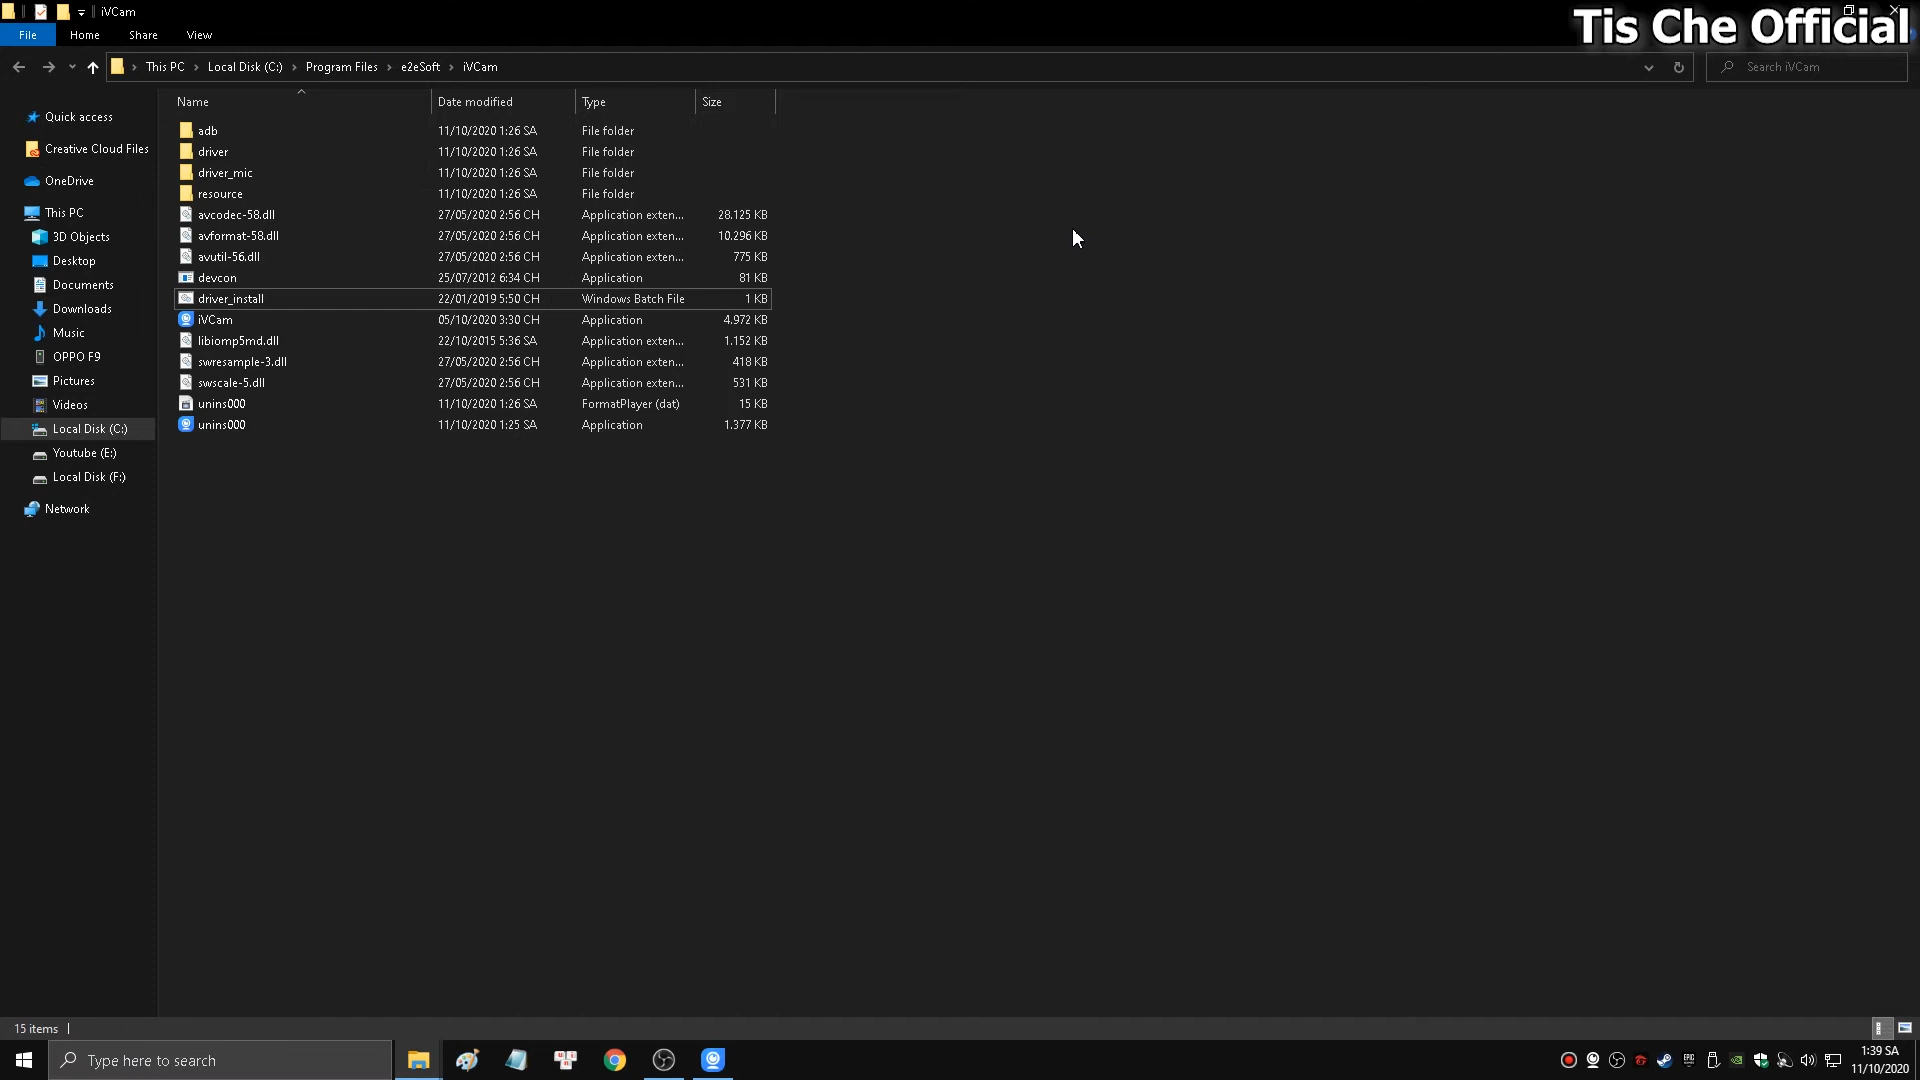 iVCam
Tis Che Official
File Home Share View
This PC Local Disk (C:) Program Files e2eSoft iVCam
Search iVCam
Name Date modified Type Size
Quick access
Creative Cloud Files
OneDrive
This PC
3D Objects
Desktop
Documents
Downloads
Music
OPPO F9
Pictures
Videos
Local Disk (C:)
Youtube (E:)
Local Disk (F:)
Network
adb 11/10/2020 1:26 SA File folder
driver 11/10/2020 1:26 SA File folder
driver_mic 11/10/2020 1:26 SA File folder
resource 11/10/2020 1:26 SA File folder
avcodec-58.dll 27/05/2020 2:56 CH Application exten... 28.125 KB
avformat-58.dll 27/05/2020 2:56 CH Application exten... 10.296 KB
avutil-56.dll 27/05/2020 2:56 CH Application exten... 775 KB
devcon 25/07/2012 6:34 CH Application 81 KB
driver_install 22/01/2019 5:50 CH Windows Batch File 1 KB
iVCam 05/10/2020 3:30 CH Application 4.972 KB
libiomp5md.dll 22/10/2015 5:36 SA Application exten... 1.152 KB
swresample-3.dll 27/05/2020 2:56 CH Application exten... 418 KB
swscale-5.dll 27/05/2020 2:56 CH Application exten... 531 KB
unins000 11/10/2020 1:26 SA FormatPlayer (dat) 15 KB
unins000 11/10/2020 1:25 SA Application 1.377 KB
15 items
Type here to search
1:39 SA
11/10/2020